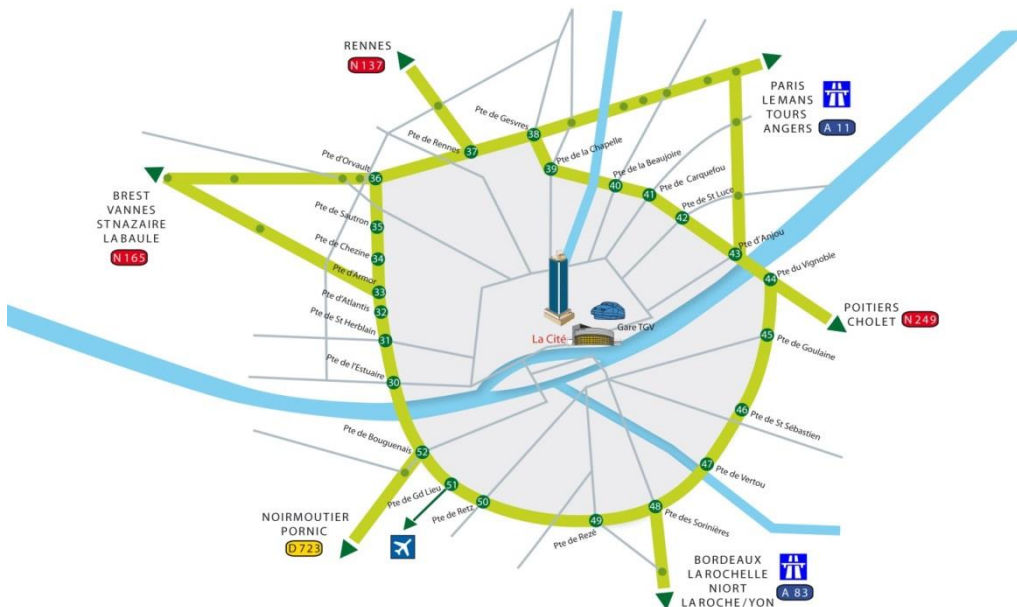 RENNES
N 137
PARIS
LE MANS
TOURS
ANGERS A 11
Pte de Gesvres
38
Pte de Rennes
37
39
Pte de la Chapelle
Pte d'Orvault
36
40
Pte de la Beaujoire
41
Pte de Carquefou
42
Pte de St Luce
BREST
VANNES
ST NAZAIRE
LA BAULE
N 165
Pte de Sautron
35
Pte de Chezine
34
43
Pte d'Anjou
44
Pte du Vignoble
Pte d'Armor
33
Pte d'Atlantis
32
Pte de St Herblain
31
POITIERS
CHOLET N 249
Gare TGV
La Cité
45
Pte de Goulaine
Pte de l'Estuaire
30
46
Pte de St Sébastien
Pte de Bouguenais
52
47
Pte de Vertou
51
Pte de Gd Lieu
50
Pte de Retz
48
Pte des Sorinières
49
Pte de Rezé
NOIRMOUTIER
PORNIC
D 723
BORDEAUX
LA ROCHELLE
NIORT
LA ROCHE / YON A 83